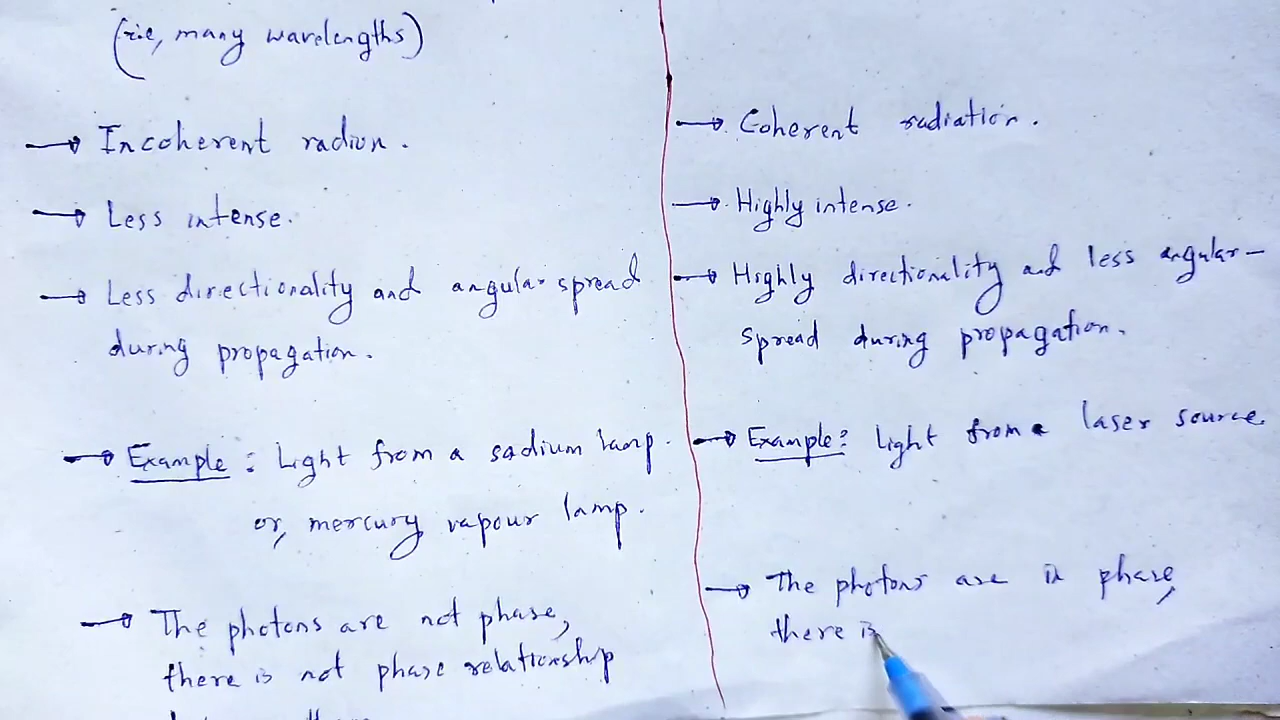 (i.e, many wavelengths)
→ Incoherent radion.
→ Less intense.
→ Less directionality and angular spread
during propagation.
→ Example : Light from a sadium lamp.
or, mercury vapour lamp.
→ The photons are not phase,
there is not phase relationship
→ Coherent radiation.
→ Highly intense.
→ Highly directionality and less angular-
spread during propagation.
→ Example: Light from a laser source.
→ The photons are in phase,
there is